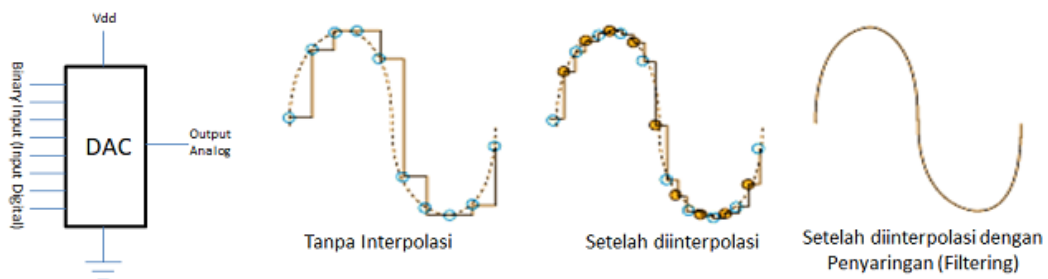 Vdd
Binary Input (Input Digital)
DAC
Output
Analog
Tanpa Interpolasi
Setelah diinterpolasi
Setelah diinterpolasi dengan
Penyaringan (Filtering)